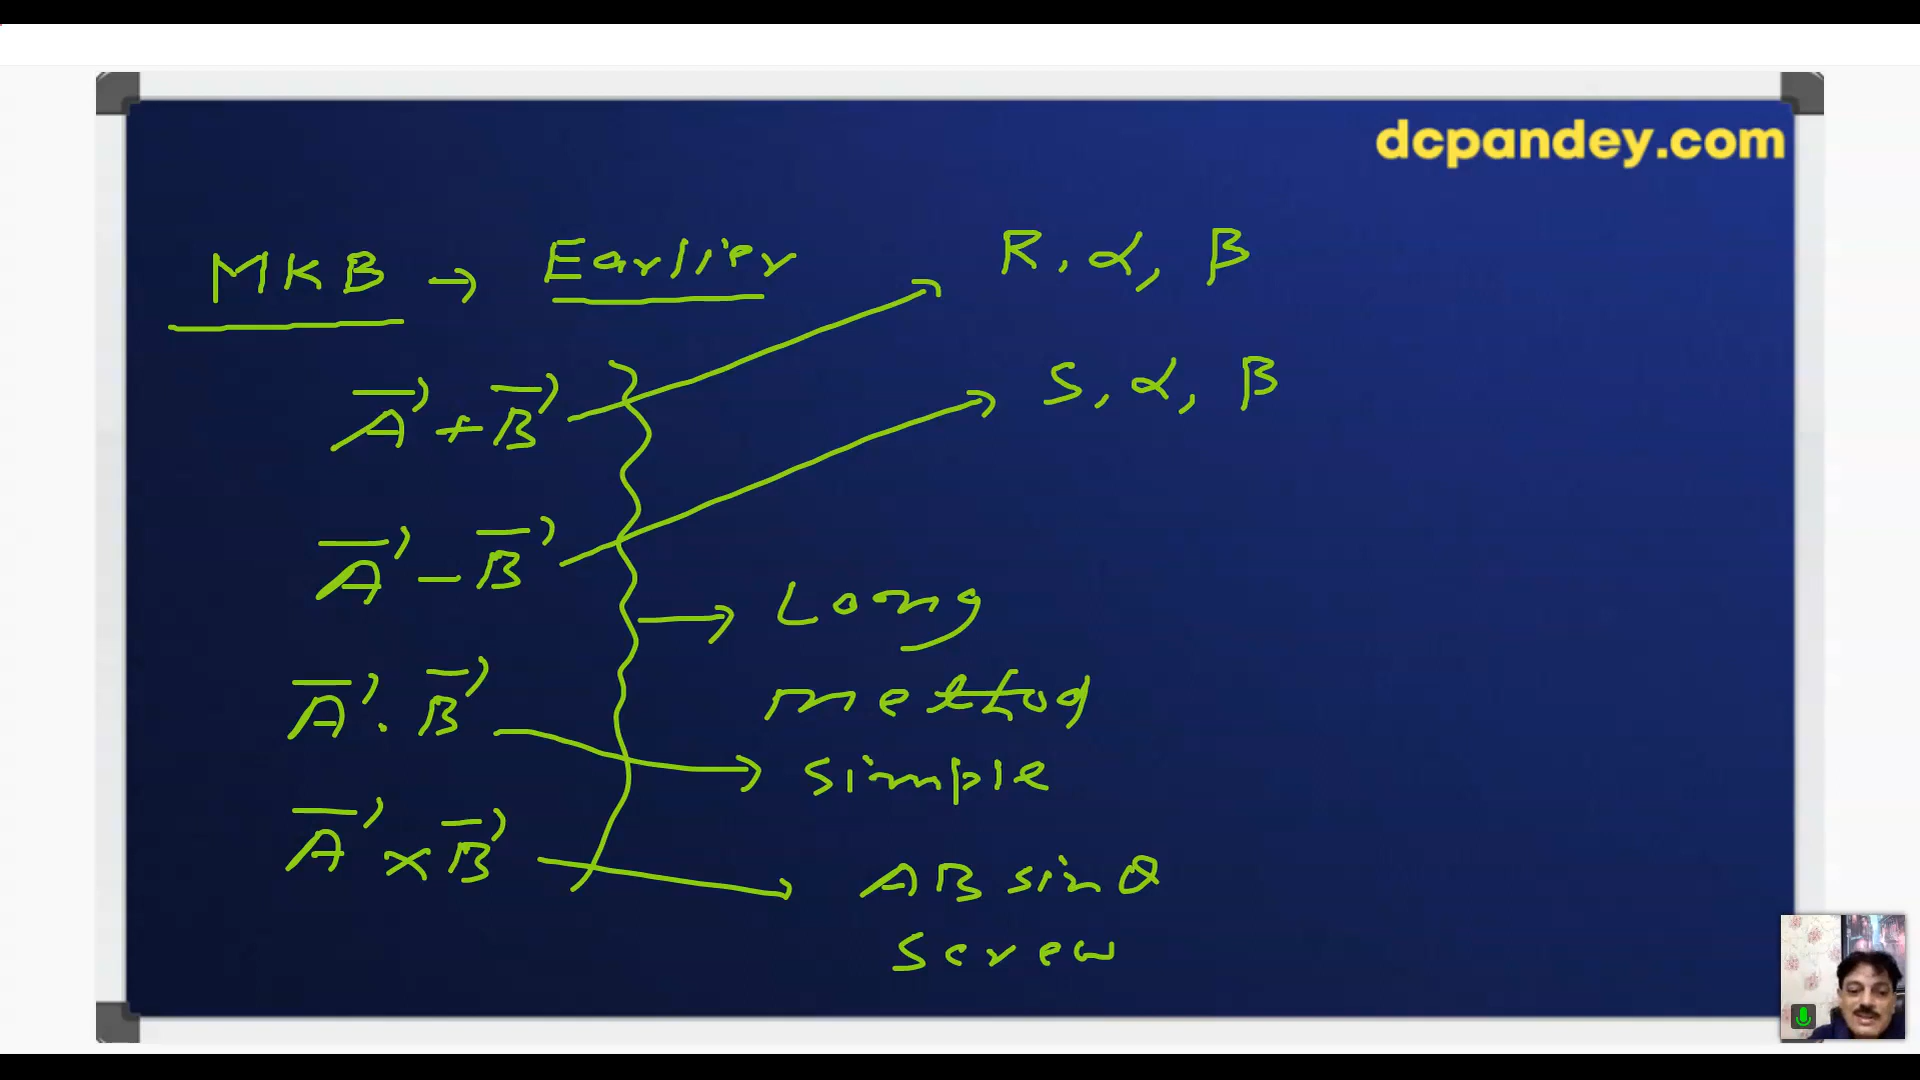 dcpandey.com
MKB → Earlier
R, α, β
A⃗ + B⃗
S, α, β
A⃗ - B⃗
Long
method
A⃗ . B⃗
simple
A⃗ × B⃗
AB sin θ
screw